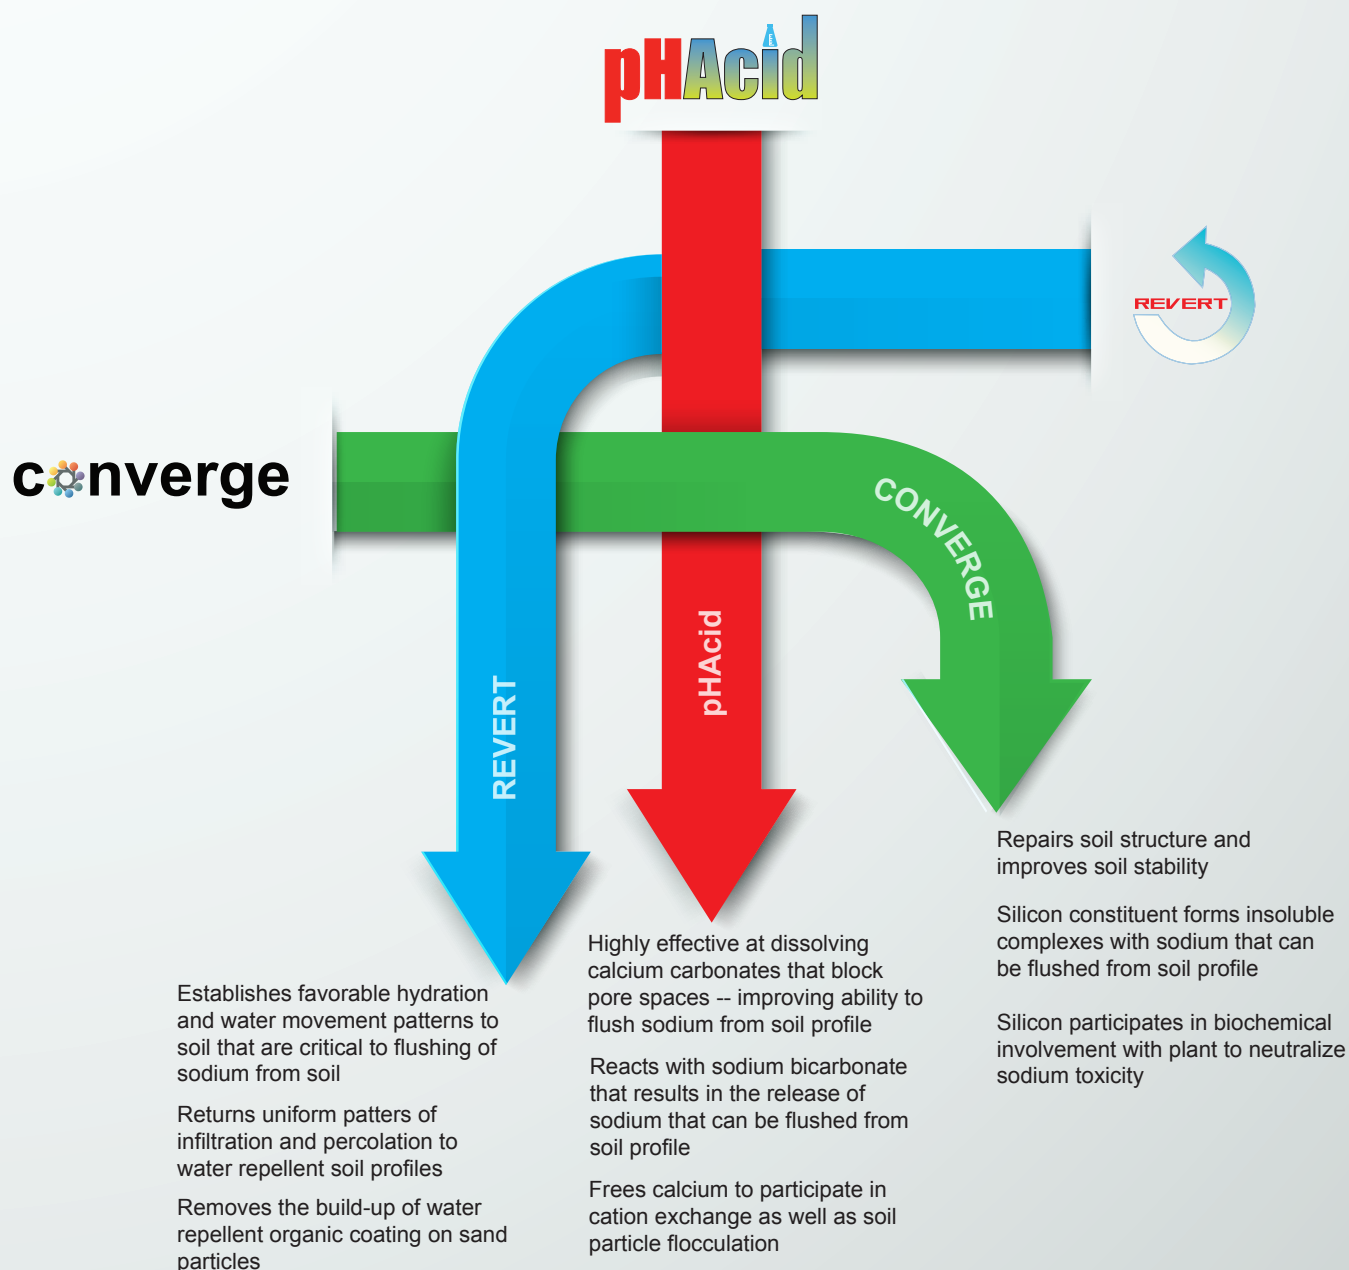 pHAcid
REVERT
converge
CONVERGE
pHAcid
REVERT
Establishes favorable hydration
and water movement patterns to
soil that are critical to flushing of
sodium from soil
Returns uniform patters of
infiltration and percolation to
water repellent soil profiles
Removes the build-up of water
repellent organic coating on sand
particles
Highly effective at dissolving
calcium carbonates that block
pore spaces -- improving ability to
flush sodium from soil profile
Reacts with sodium bicarbonate
that results in the release of
sodium that can be flushed from
soil profile
Frees calcium to participate in
cation exchange as well as soil
particle flocculation
Repairs soil structure and
improves soil stability
Silicon constituent forms insoluble
complexes with sodium that can
be flushed from soil profile
Silicon participates in biochemical
involvement with plant to neutralize
sodium toxicity